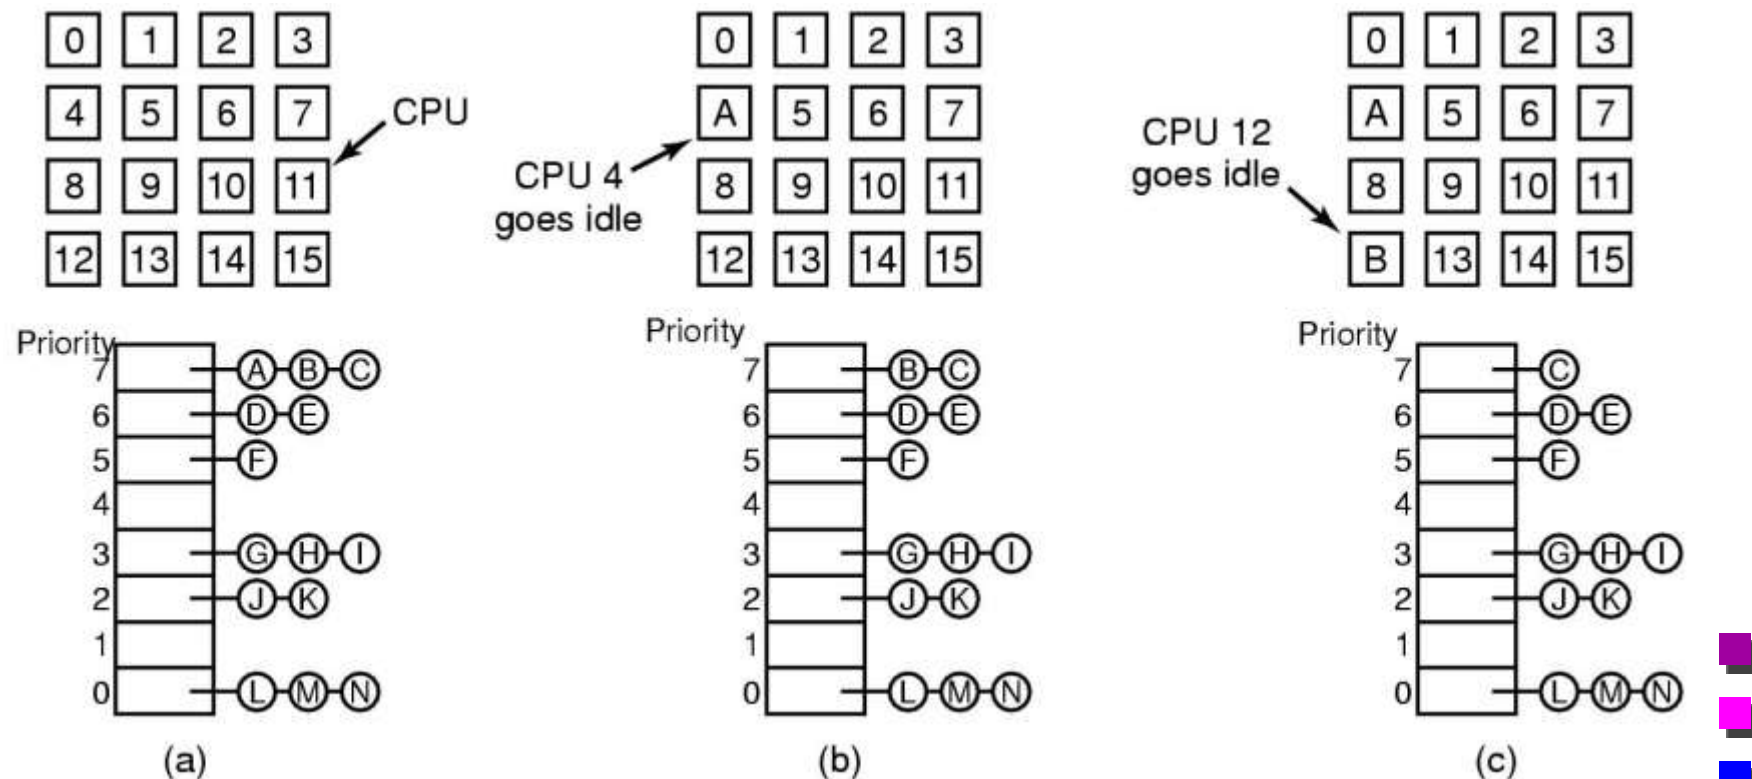 0 1 2 3
4 5 6 7
8 9 10 11
12 13 14 15
CPU
Priority
7 A B C
6 D E
5 F
4
3 G H I
2 J K
1
0 L M N
(a)
0 1 2 3
A 5 6 7
8 9 10 11
12 13 14 15
CPU 4
goes idle
Priority
7 B C
6 D E
5 F
4
3 G H I
2 J K
1
0 L M N
(b)
0 1 2 3
A 5 6 7
8 9 10 11
B 13 14 15
CPU 12
goes idle
Priority
7 C
6 D E
5 F
4
3 G H I
2 J K
1
0 L M N
(c)